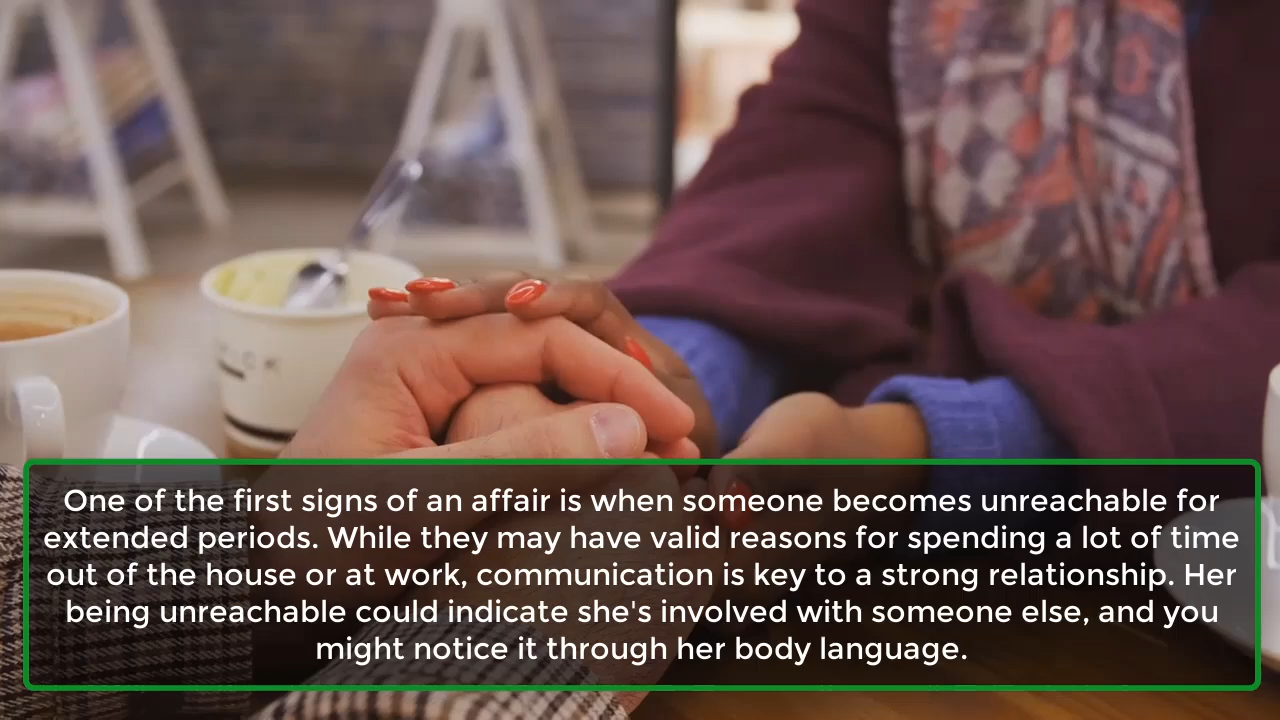 One of the first signs of an affair is when someone becomes unreachable for
extended periods. While they may have valid reasons for spending a lot of time
out of the house or at work, communication is key to a strong relationship. Her
being unreachable could indicate she's involved with someone else, and you
might notice it through her body language.